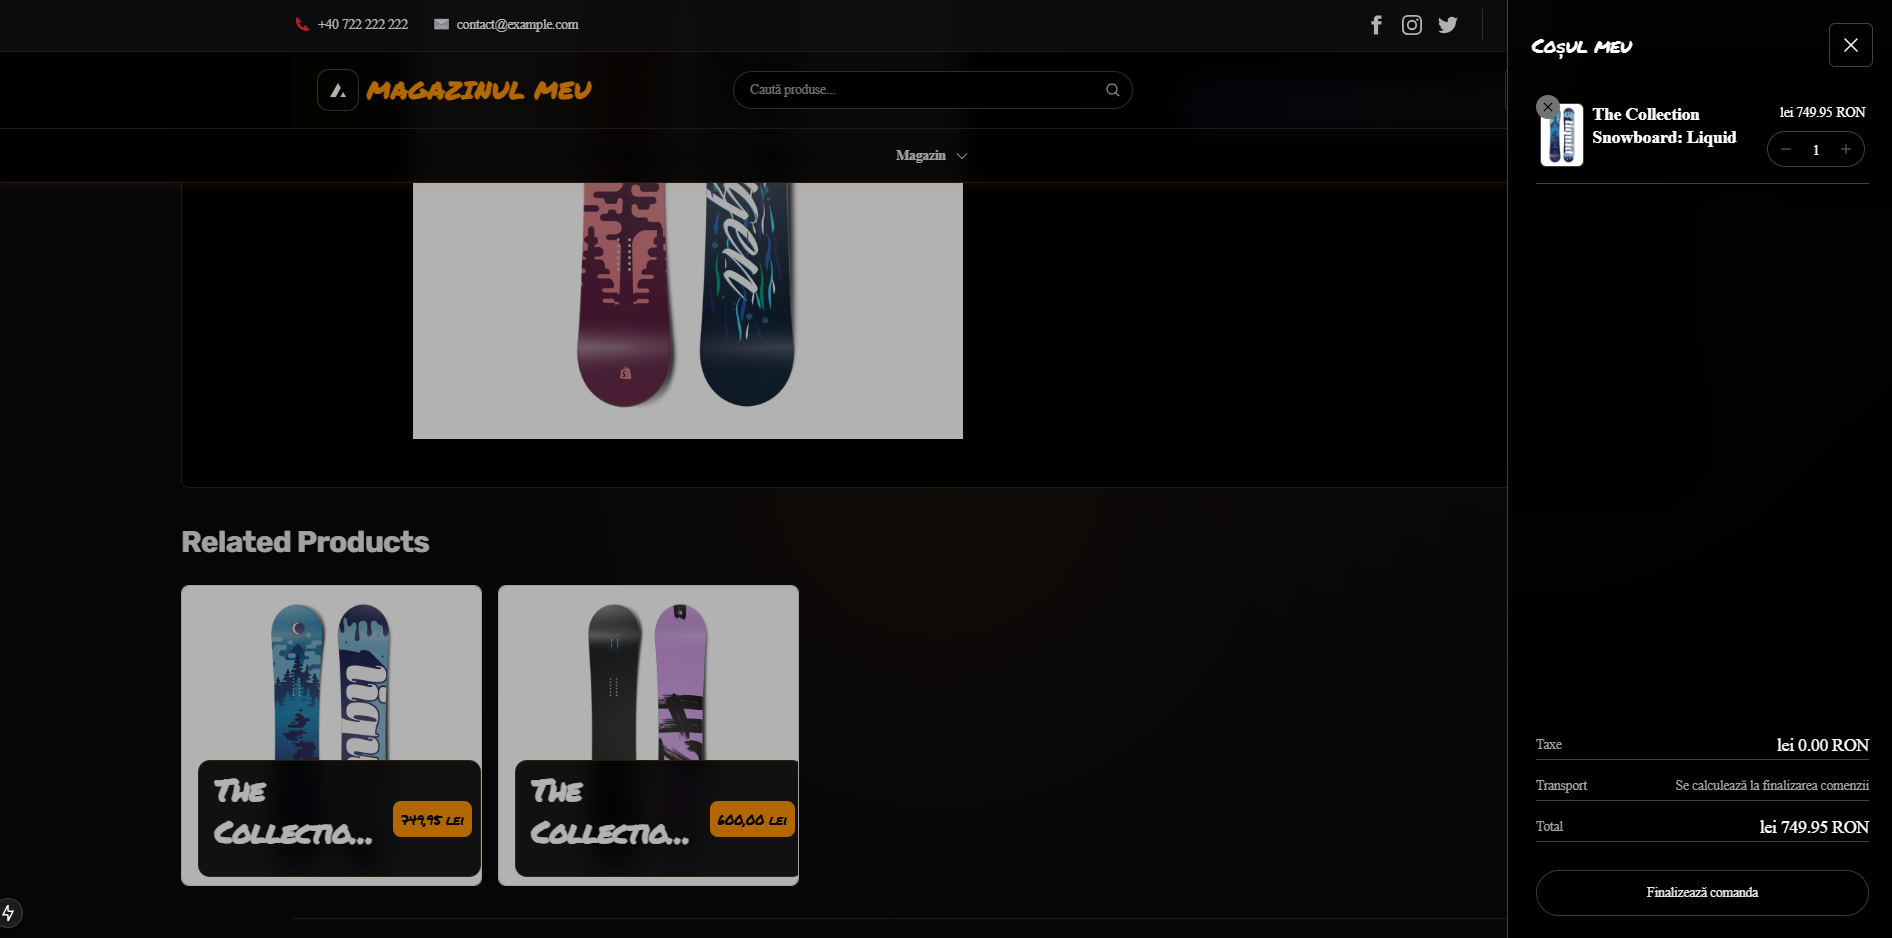 +40 722 222 222
contact@example.com
Coșul meu
MAGAZINUL MEU
Caută produse...
The Collection
Snowboard: Liquid
lei 749.95 RON
1
Magazin
gen
Related Products
liqu
The
Collectio...
749,95 lei
The
Collectio...
600,00 lei
Taxe
lei 0.00 RON
Transport
Se calculează la finalizarea comenzii
Total
lei 749.95 RON
Finalizează comanda